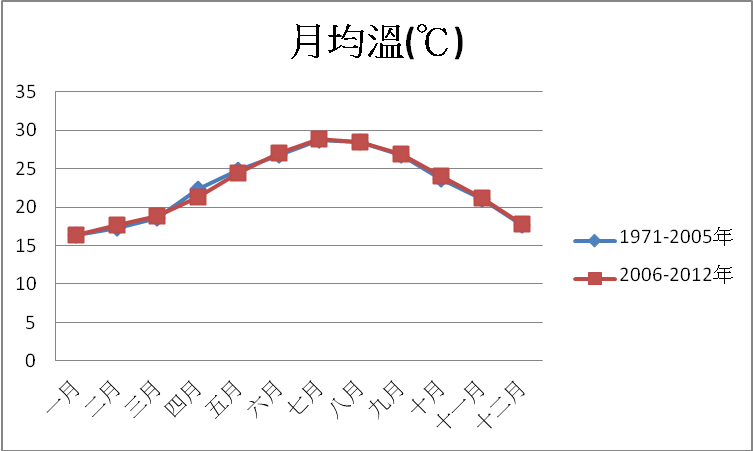 月均溫(℃)
35
30
25
20
15
10
5
0
一月
二月
三月
四月
五月
六月
七月
八月
九月
十月
十一月
十二月
1971-2005年
2006-2012年